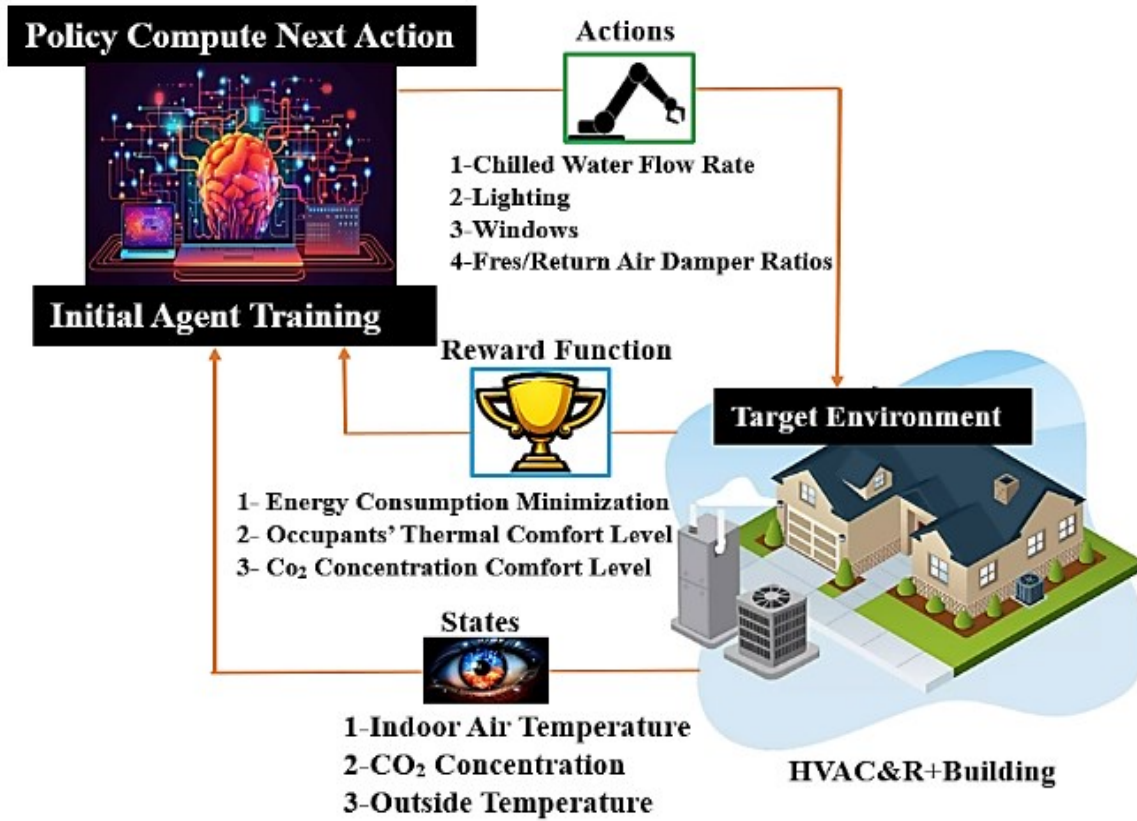 Policy Compute Next Action
Actions
1-Chilled Water Flow Rate
2-Lighting
3-Windows
4-Fres/Return Air Damper Ratios
Initial Agent Training
Reward Function
Target Environment
1- Energy Consumption Minimization
2- Occupants’ Thermal Comfort Level
3- Co₂ Concentration Comfort Level
States
1-Indoor Air Temperature
2-CO₂ Concentration
3-Outside Temperature
HVAC&R+Building